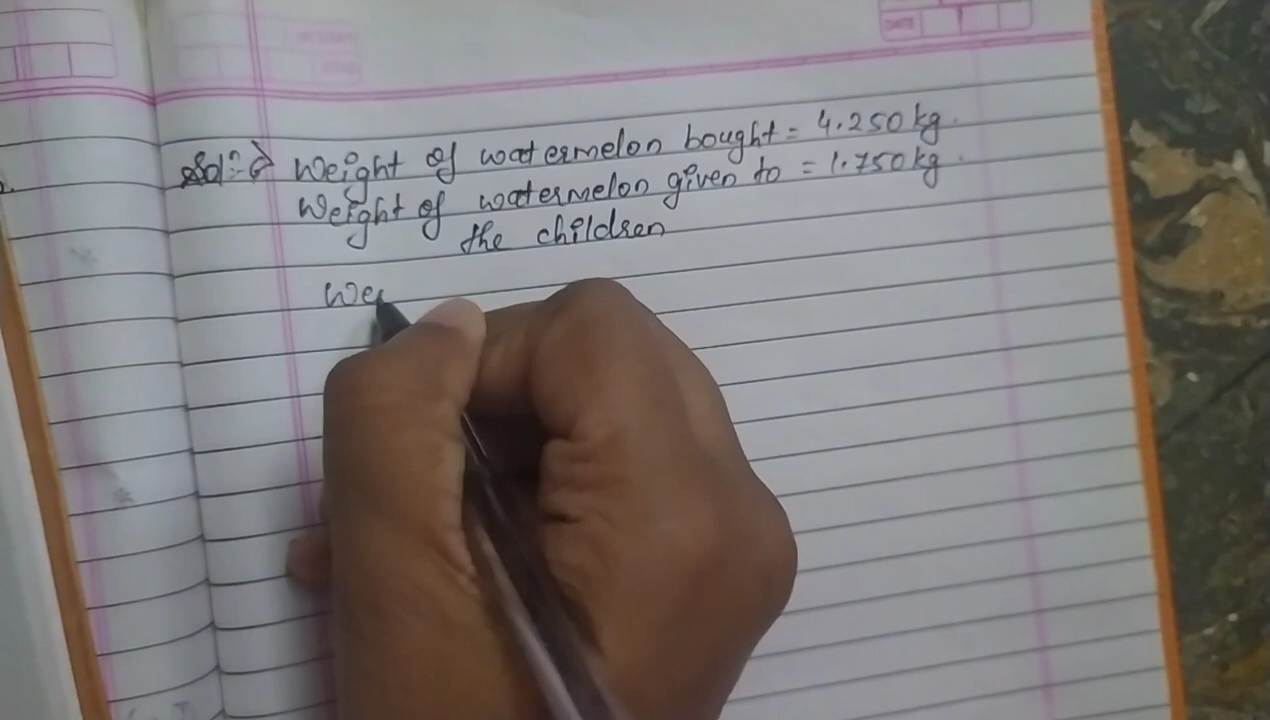 DATE
Sol:-> Weight of watermelon bought = 4.250 kg.
Weight of watermelon given to = 1.750 kg.
the children
We